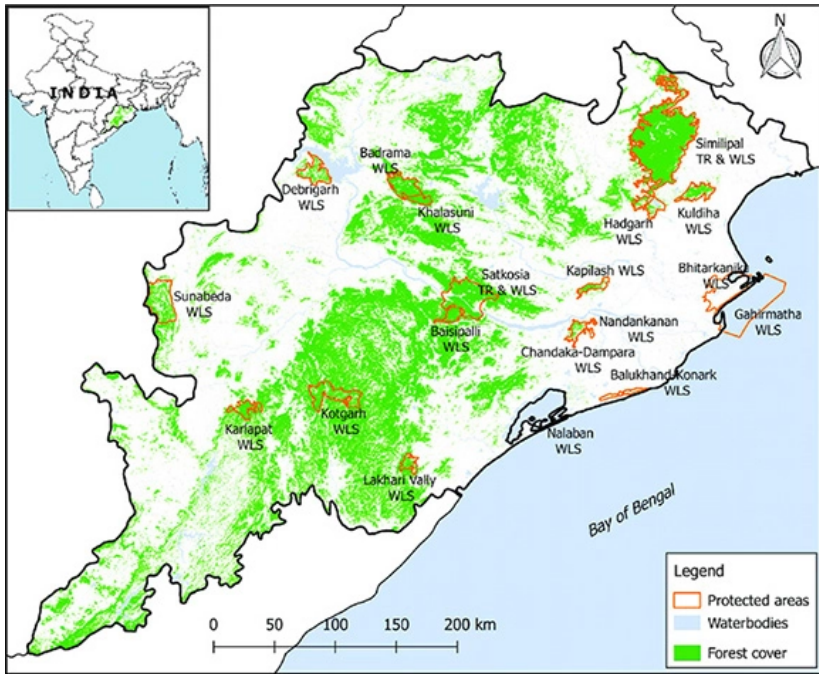 INDIA
N
Similipal
TR & WLS
Badrama
WLS
Debrigarh
WLS
Khalasuni
WLS
Hadgarh
WLS
Kuldiha
WLS
Satkosia
TR & WLS
Kapilash WLS
Bhitarkanika
WLS
Sunabeda
WLS
Baisipalli
WLS
Nandankanan
WLS
Gahirmatha
WLS
Chandaka-Dampara
WLS
Balukhand-Konark
WLS
Karlapat
WLS
Kotgarh
WLS
Nalaban
WLS
Lakhari Vally
WLS
Bay of Bengal
Legend
Protected areas
Waterbodies
Forest cover
0 50 100 150 200 km